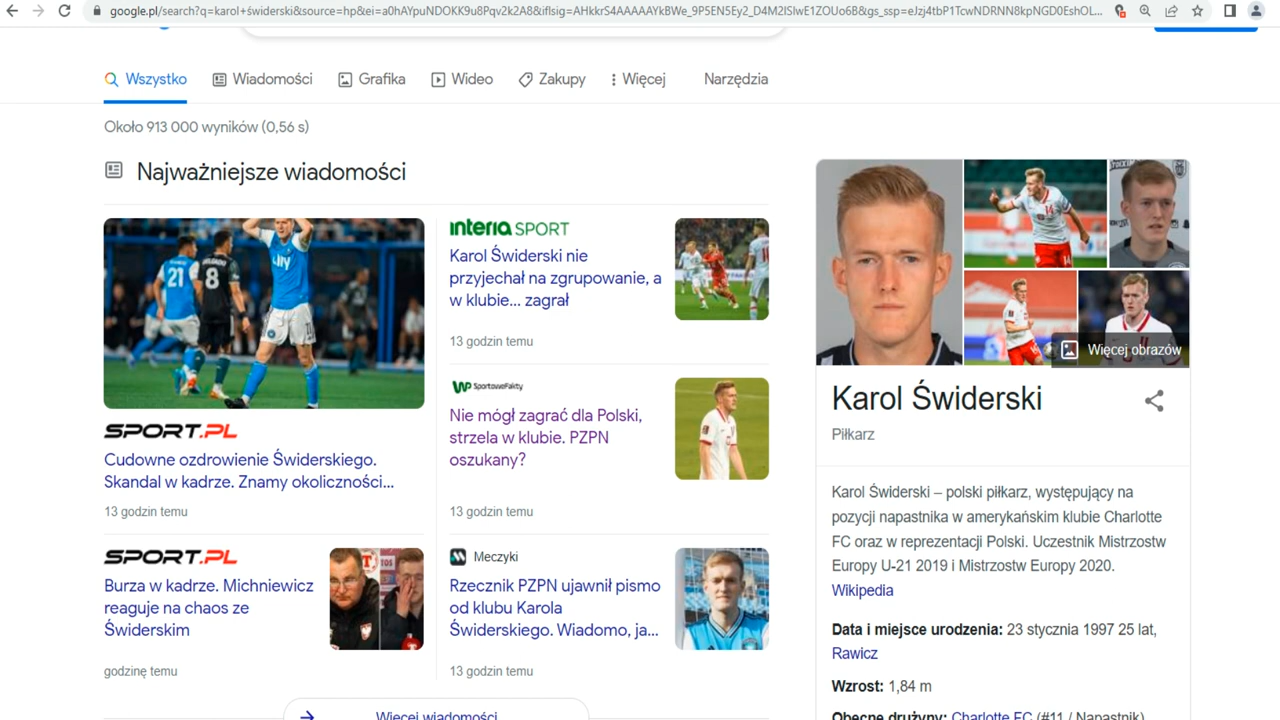 google.pl/search?q=karol+świderski&source=hp&ei=a0hAYpuNDOKK9u8Pqv2k2A8&iflsig=AHkkrS4AAAAAYkBWe_9PSEN5Ey2_D4M2ISlwE1ZOUo6B&gs_ssp=eJzj4tbP1TcwNDRNN8kpNGD0EshOL...
Wszystko
Wiadomości
Grafika
Wideo
Zakupy
Więcej
Narzędzia
Około 913 000 wyników (0,56 s)
Najważniejsze wiadomości
SPORT.PL
Cudowne ozdrowienie Świderskiego.
Skandal w kadrze. Znamy okoliczności...
13 godzin temu
interia SPORT
Karol Świderski nie
przyjechał na zgrupowanie, a
w klubie... zagrał
13 godzin temu
WP SportoweFakty
Nie mógł zagrać dla Polski,
strzela w klubie. PZPN
oszukany?
13 godzin temu
SPORT.PL
Burza w kadrze. Michniewicz
reaguje na chaos ze
Świderskim
godzinę temu
Meczyki
Rzecznik PZPN ujawnił pismo
od klubu Karola
Świderskiego. Wiadomo, ja...
13 godzin temu
Więcej wiadomości
Więcej obrazów
Karol Świderski
Piłkarz
Karol Świderski – polski piłkarz, występujący na
pozycji napastnika w amerykańskim klubie Charlotte
FC oraz w reprezentacji Polski. Uczestnik Mistrzostw
Europy U-21 2019 i Mistrzostw Europy 2020.
Wikipedia
Data i miejsce urodzenia: 23 stycznia 1997 25 lat,
Rawicz
Wzrost: 1,84 m
Obecne drużyny: Charlotte FC (#11 / Napastnik)
21
8